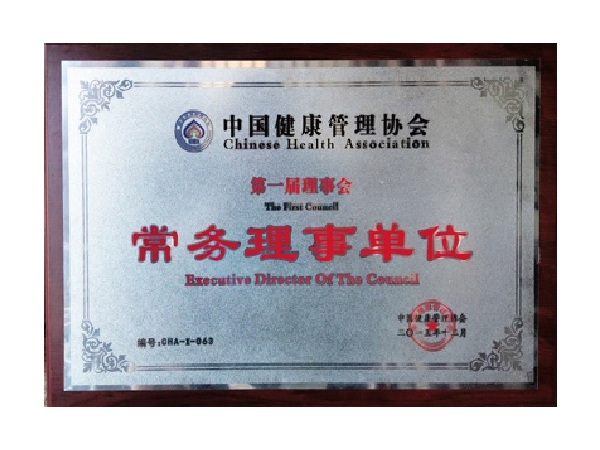 中国健康管理协会
Chinese Health Association
第一届理事会
The First Council
常务理事单位
Executive Director Of The Council
中国健康管理协会
二〇一五年十二月
编号:CHA-1-060